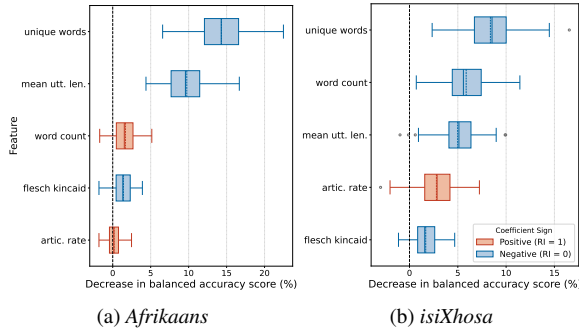 Feature
unique words
mean utt. len.
word count
flesch kincaid
artic. rate
0 5 10 15 20
Decrease in balanced accuracy score (%)
(a) Afrikaans
unique words
word count
mean utt. len.
artic. rate
flesch kincaid
Coefficient Sign
Positive (RI = 1)
Negative (RI = 0)
0 5 10 15
Decrease in balanced accuracy score (%)
(b) isiXhosa